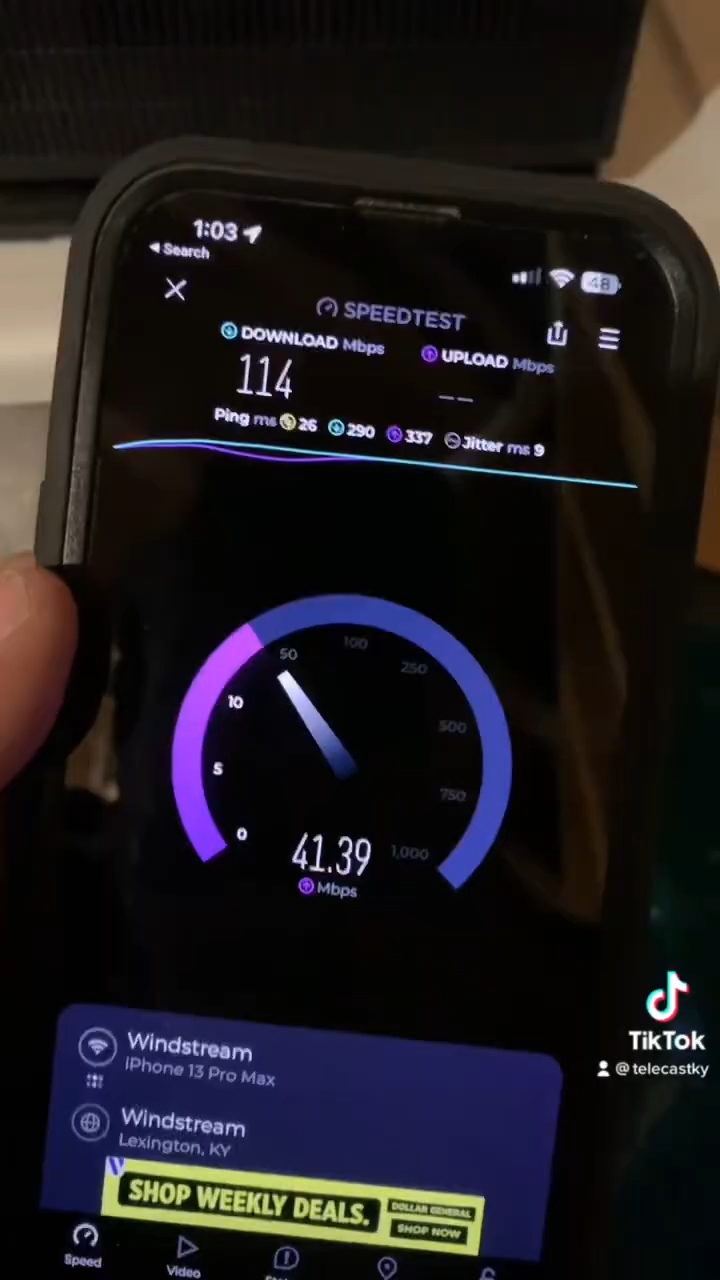 1:03
Search
48
SPEEDTEST
DOWNLOAD Mbps
UPLOAD Mbps
114
Ping ms 26 290 337 Jitter ms 9
0
5
10
50
100
250
500
750
1,000
41.39
Mbps
Windstream
iPhone 13 Pro Max
Windstream
Lexington, KY
SHOP WEEKLY DEALS.
DOLLAR GENERAL
SHOP NOW
Speed
Video
TikTok
@telecastky